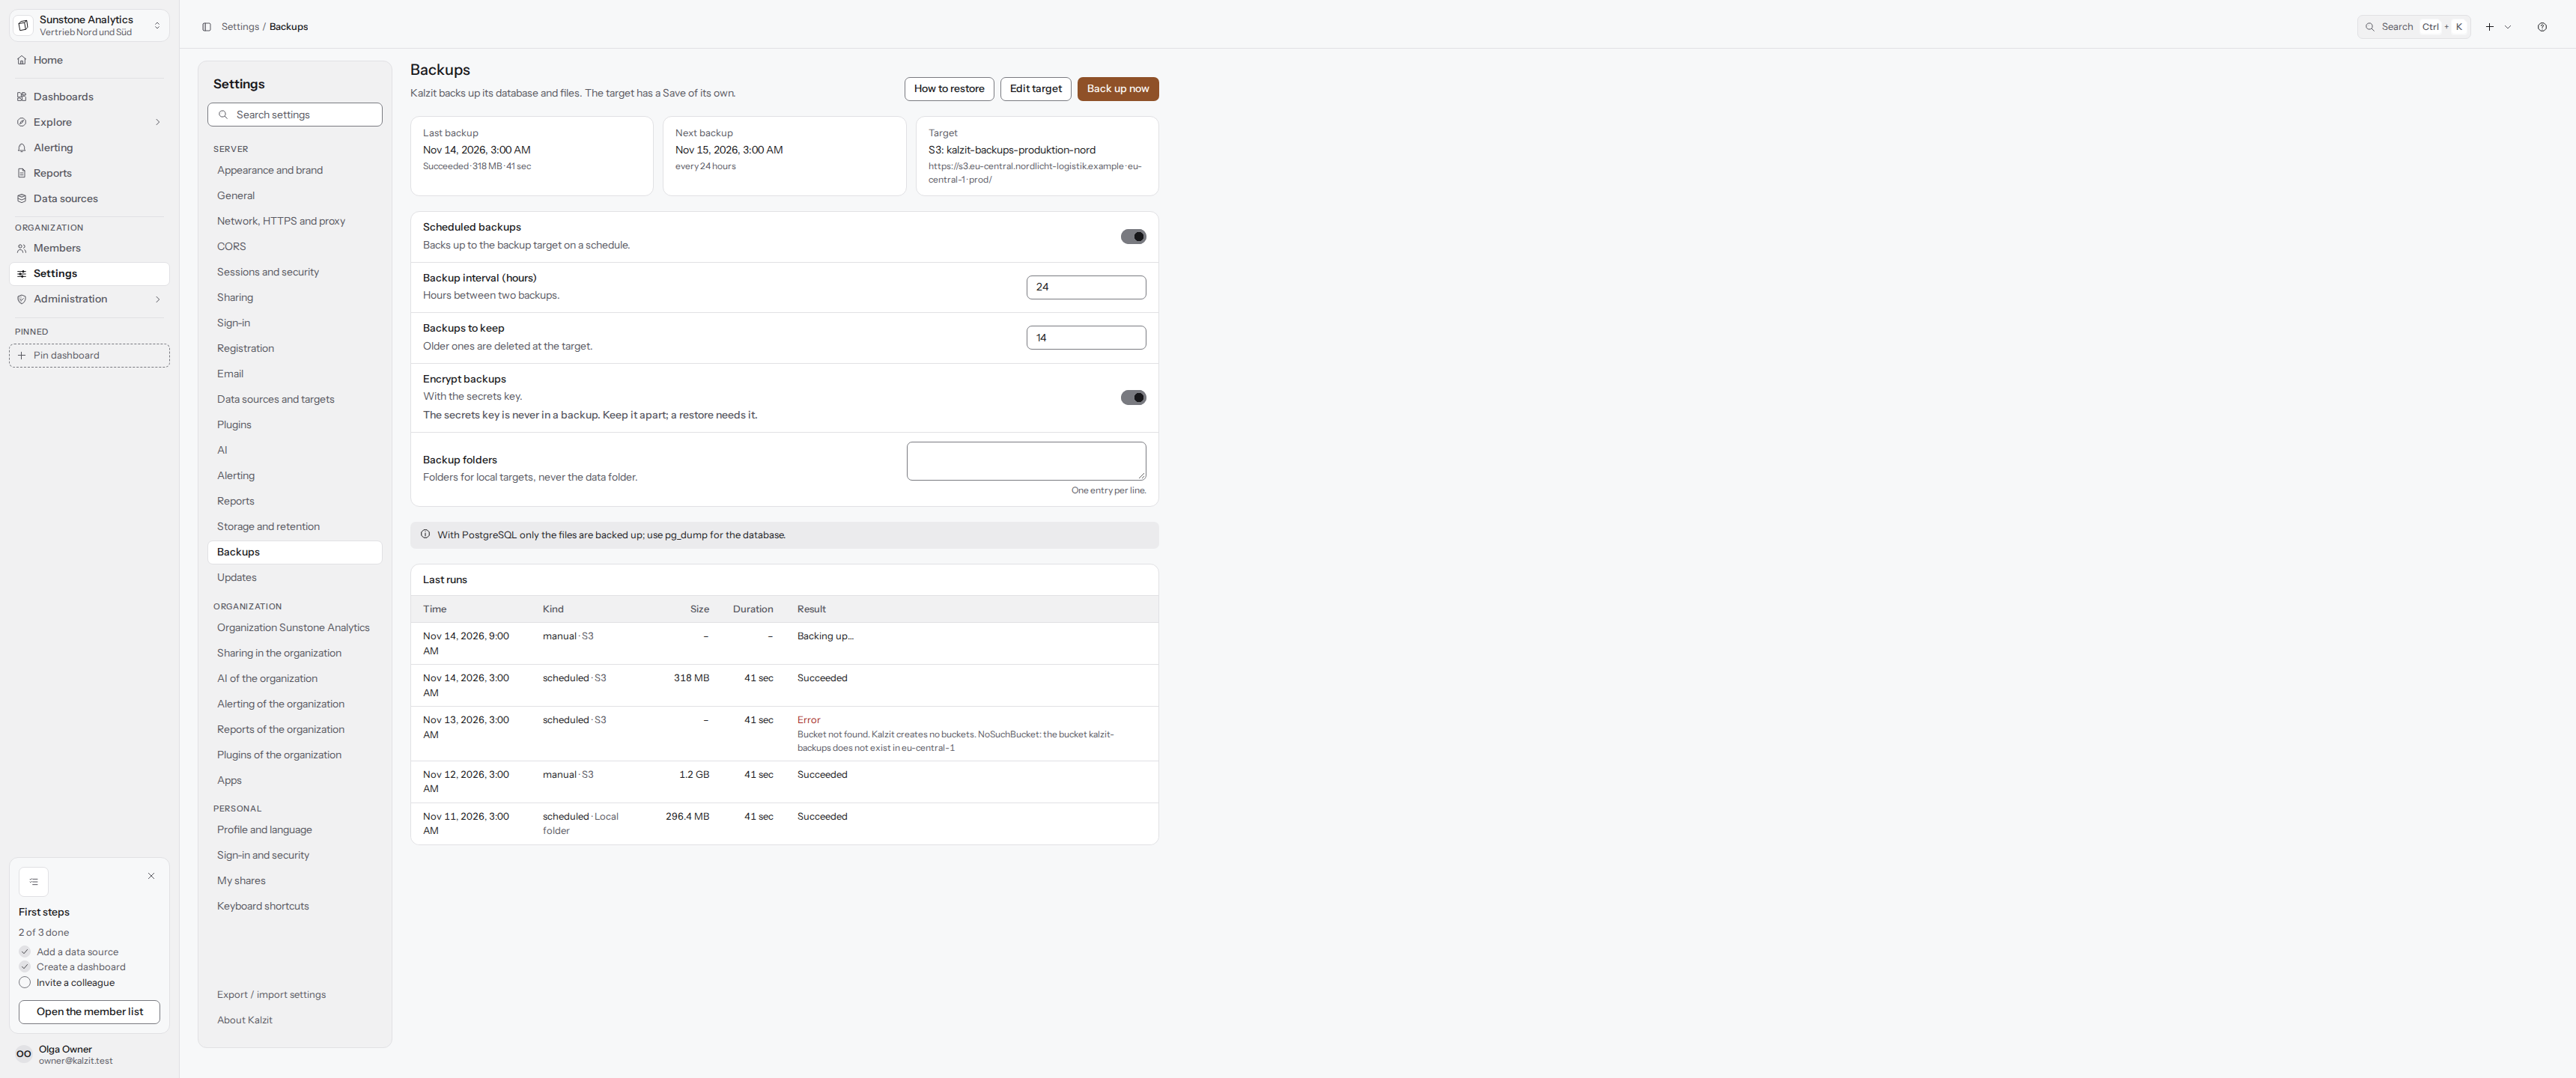 Sunstone Analytics
Vertrieb Nord und Süd
Home
Dashboards
Explore
Alerting
Reports
Data sources
ORGANIZATION
Members
Settings
Administration
PINNED
Pin dashboard
First steps
2 of 3 done
Add a data source
Create a dashboard
Invite a colleague
Open the member list
OO
Olga Owner
owner@kalzit.test
Settings / Backups
Search Ctrl + K
Settings
Search settings
SERVER
Appearance and brand
General
Network, HTTPS and proxy
CORS
Sessions and security
Sharing
Sign-in
Registration
Email
Data sources and targets
Plugins
AI
Alerting
Reports
Storage and retention
Backups
Updates
ORGANIZATION
Organization Sunstone Analytics
Sharing in the organization
AI of the organization
Alerting of the organization
Reports of the organization
Plugins of the organization
Apps
PERSONAL
Profile and language
Sign-in and security
My shares
Keyboard shortcuts
Export / import settings
About Kalzit
Backups
Kalzit backs up its database and files. The target has a Save of its own.
How to restore
Edit target
Back up now
Last backup
Nov 14, 2026, 3:00 AM
Succeeded · 318 MB · 41 sec
Next backup
Nov 15, 2026, 3:00 AM
every 24 hours
Target
S3: kalzit-backups-produktion-nord
https://s3.eu-central.nordlicht-logistik.example · eu-
central-1 · prod/
Scheduled backups
Backs up to the backup target on a schedule.
Backup interval (hours)
Hours between two backups.
24
Backups to keep
Older ones are deleted at the target.
14
Encrypt backups
With the secrets key.
The secrets key is never in a backup. Keep it apart; a restore needs it.
Backup folders
Folders for local targets, never the data folder.
One entry per line.
With PostgreSQL only the files are backed up; use pg_dump for the database.
Last runs
Time Kind Size Duration Result
Nov 14, 2026, 9:00 manual · S3 – – Backing up…
AM
Nov 14, 2026, 3:00 scheduled · S3 318 MB 41 sec Succeeded
AM
Nov 13, 2026, 3:00 scheduled · S3 – 41 sec Error
AM
Bucket not found. Kalzit creates no buckets. NoSuchBucket: the bucket kalzit-
backups does not exist in eu-central-1
Nov 12, 2026, 3:00 manual · S3 1.2 GB 41 sec Succeeded
AM
Nov 11, 2026, 3:00 scheduled · Local 296.4 MB 41 sec Succeeded
AM folder